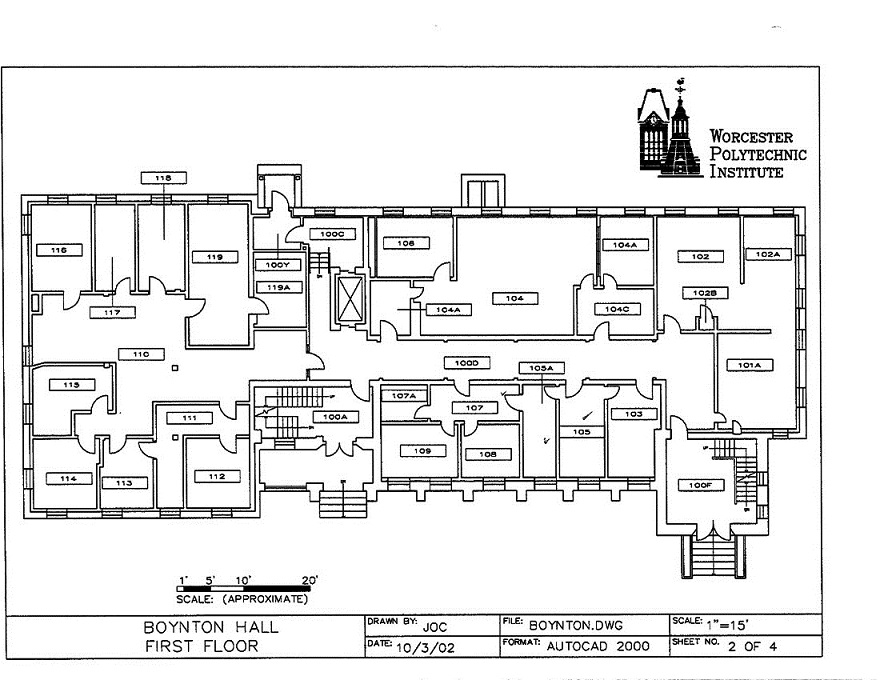 WORCESTER
POLYTECHNIC
INSTITUTE
118
116
119
100Y
119A
100C
106
104A
104
104A
104C
102
102A
102B
117
110
100D
105A
101A
115
111
100A
107A
107
105
103
109
108
114
113
112
100F
1' 5' 10' 20'
SCALE: (APPROXIMATE)
BOYNTON HALL
FIRST FLOOR
DRAWN BY: JOC
DATE: 10/3/02
FILE: BOYNTON.DWG
FORMAT: AUTOCAD 2000
SCALE: 1"=15'
SHEET NO. 2 OF 4